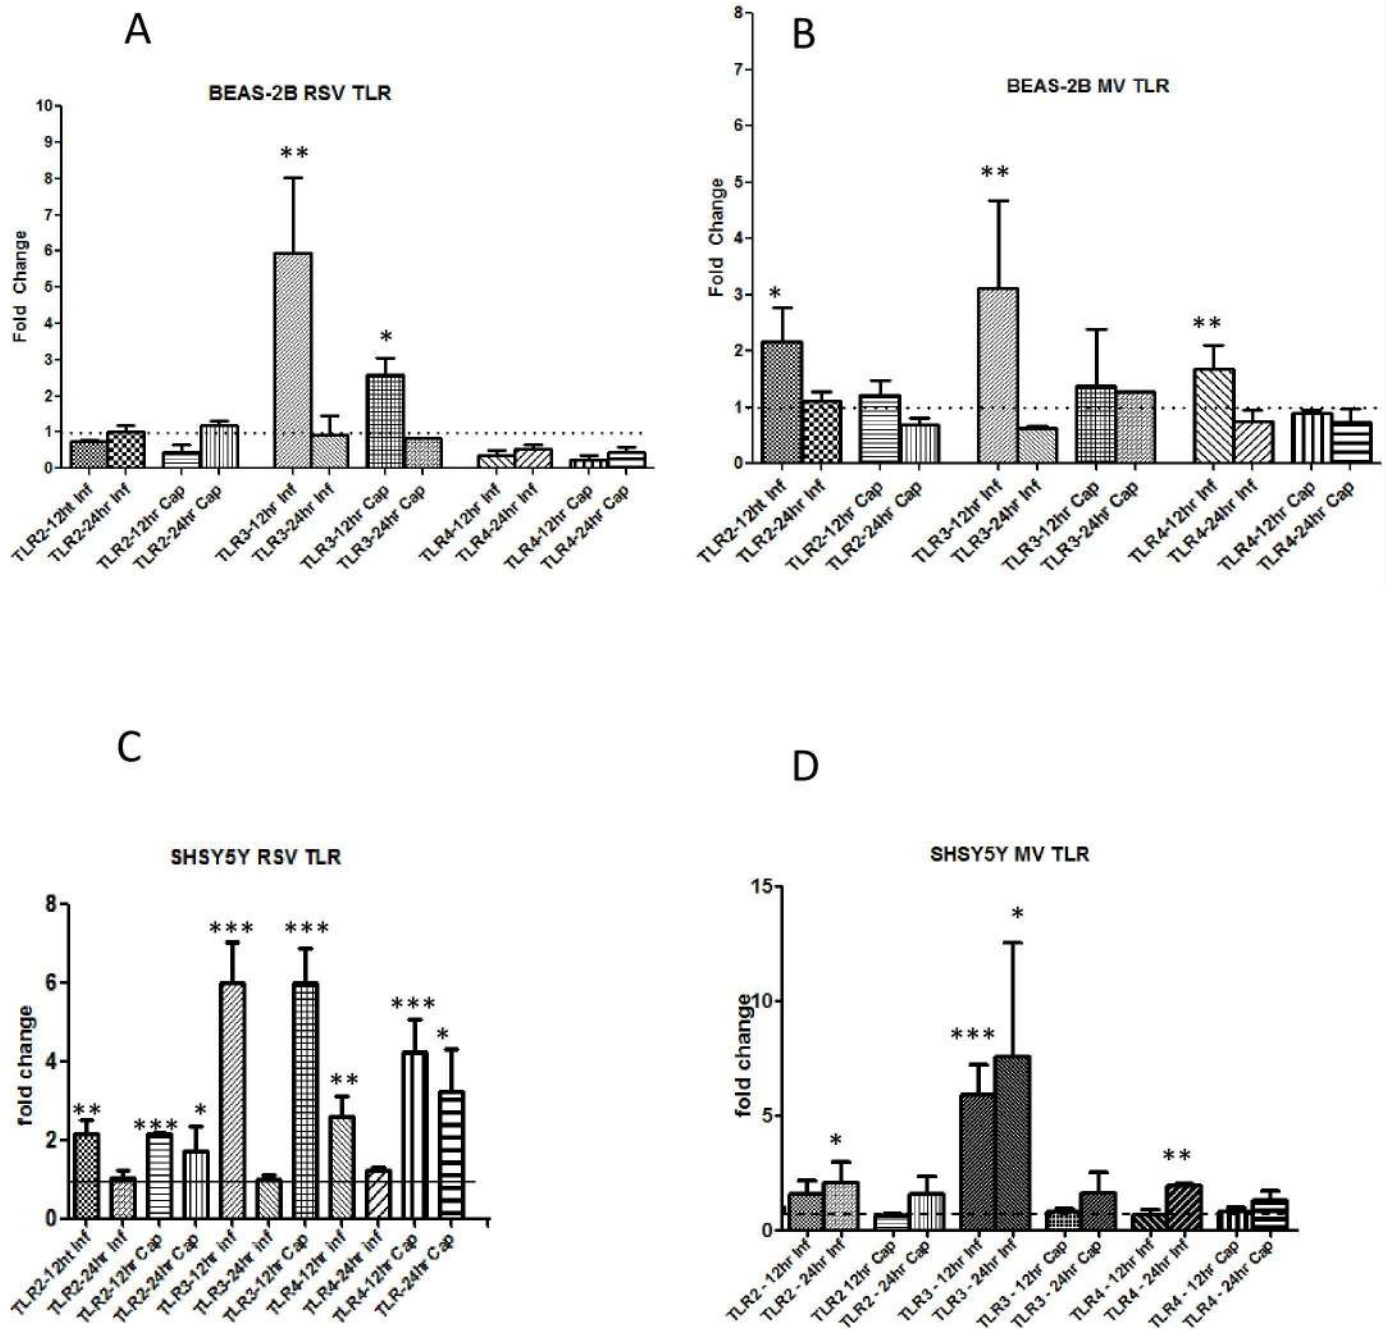 A
BEAS-2B RSV TLR
10
9
8
7
6
5
4
3
2
1
0
Fold Change
**
*
TLR2-12ht Inf
TLR2-24hr Inf
TLR2-12hr Cap
TLR2-24hr Cap
TLR3-12hr Inf
TLR3-24hr Inf
TLR3-12hr Cap
TLR3-24hr Cap
TLR4-12hr Inf
TLR4-24hr Inf
TLR4-12hr Cap
TLR4-24hr Cap
B
BEAS-2B MV TLR
8
7
6
5
4
3
2
1
0
Fold Change
*
**
**
TLR2-12ht Inf
TLR2-24hr Inf
TLR2-12hr Cap
TLR2-24hr Cap
TLR3-12hr Inf
TLR3-24hr Inf
TLR3-12hr Cap
TLR3-24hr Cap
TLR4-12hr Inf
TLR4-24hr Inf
TLR4-12hr Cap
TLR4-24hr Cap
C
SHSY5Y RSV TLR
8
6
4
2
0
fold change
**
***
*
***
***
**
***
*
TLR2-12ht Inf
TLR2-24hr Inf
TLR2-12hr Cap
TLR2-24hr Cap
TLR3-12hr inf
TLR3-24hr inf
TLR3-12hr Cap
TLR4-12hr inf
TLR4-24hr inf
TLR4-12hr Cap
TLR-24hr Cap
D
SHSY5Y MV TLR
15
10
5
0
fold change
*
***
*
**
TLR2 - 12hr Inf
TLR2 - 24hr Inf
TLR2 - 12hr Cap
TLR2 - 24hr Cap
TLR3 - 12hr Inf
TLR3 - 24hr Inf
TLR3 - 12hr Cap
TLR3 - 24hr Cap
TLR4 - 12hr Inf
TLR4 - 24hr Inf
TLR4 - 12hr Cap
TLR4 - 24hr Cap